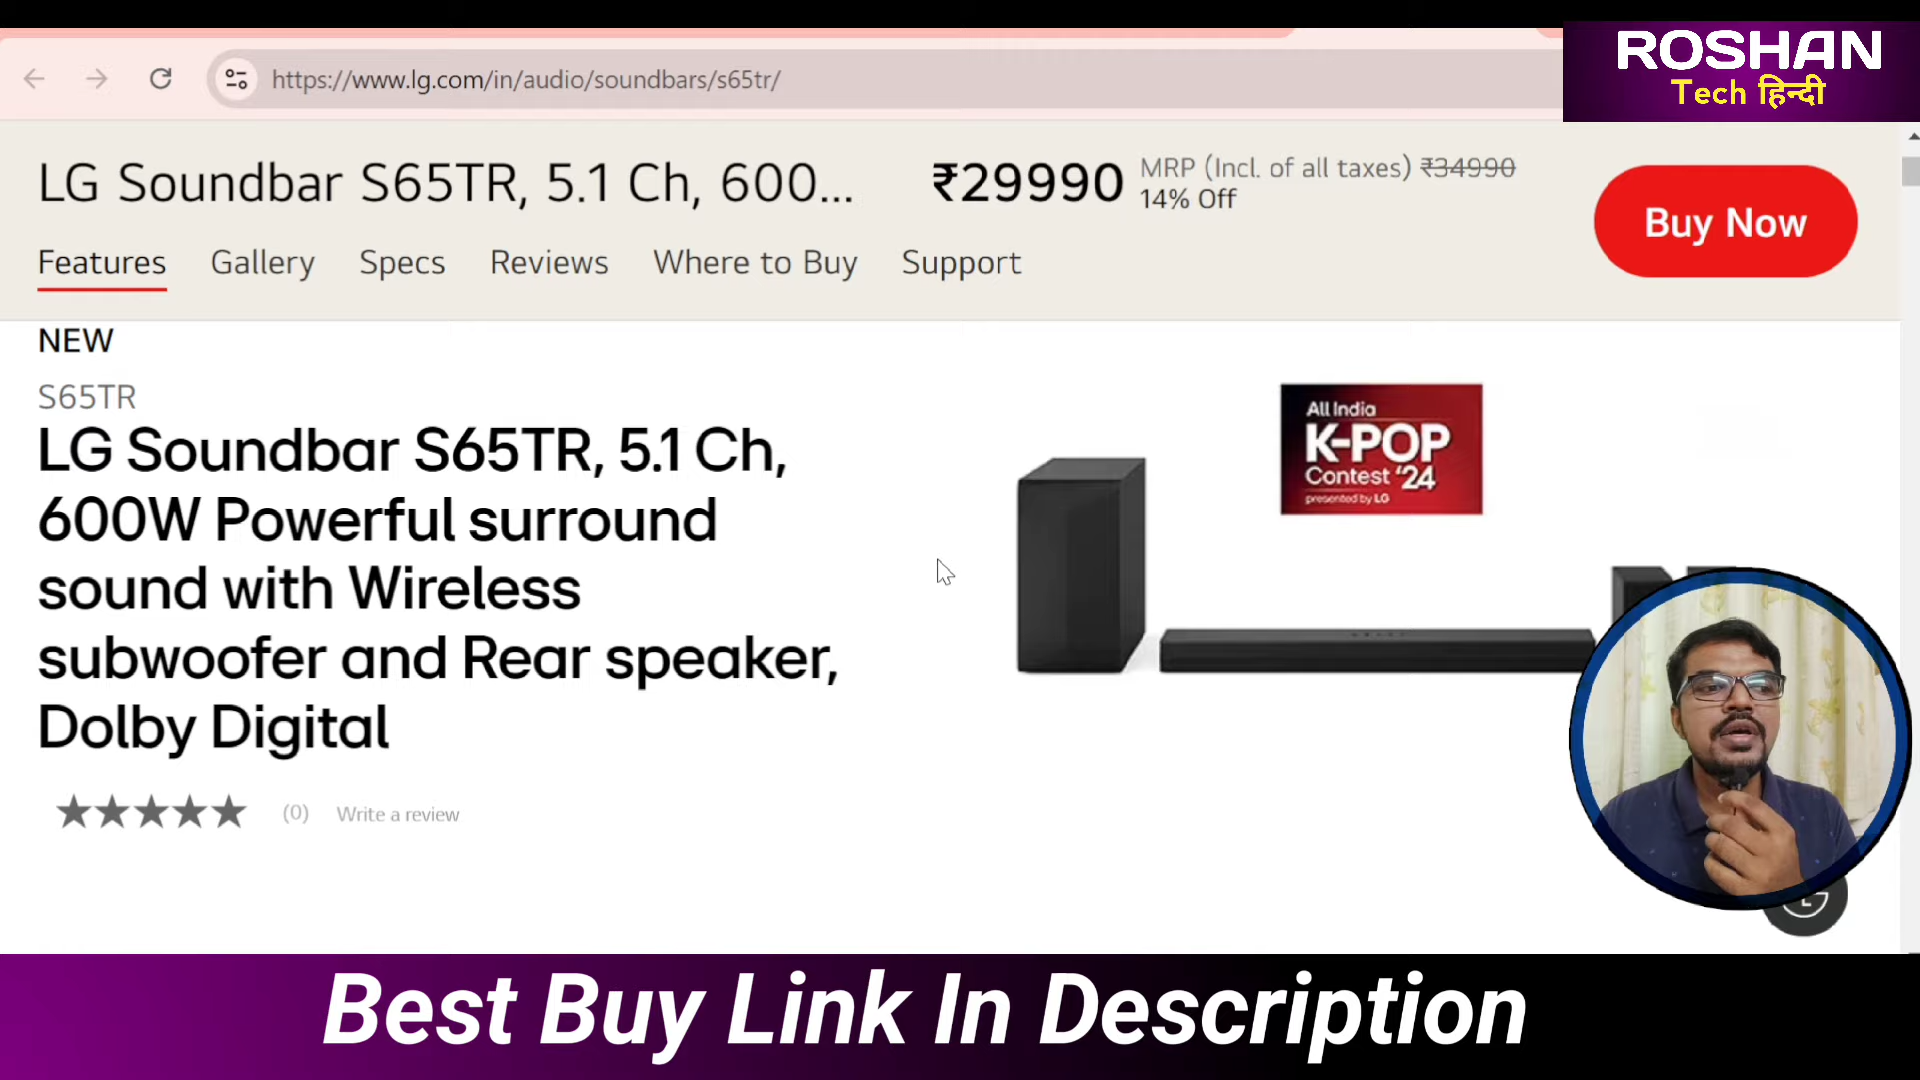 ROSHAN
Tech हिन्दी
https://www.lg.com/in/audio/soundbars/s65tr/
LG Soundbar S65TR, 5.1 Ch, 600...
₹29990
MRP (Incl. of all taxes) ₹34990
14% Off
Buy Now
Features
Gallery
Specs
Reviews
Where to Buy
Support
NEW
S65TR
LG Soundbar S65TR, 5.1 Ch,
600W Powerful surround
sound with Wireless
subwoofer and Rear speaker,
Dolby Digital
(0)
Write a review
All India
K-POP
Contest '24
presented by LG
Best Buy Link In Description